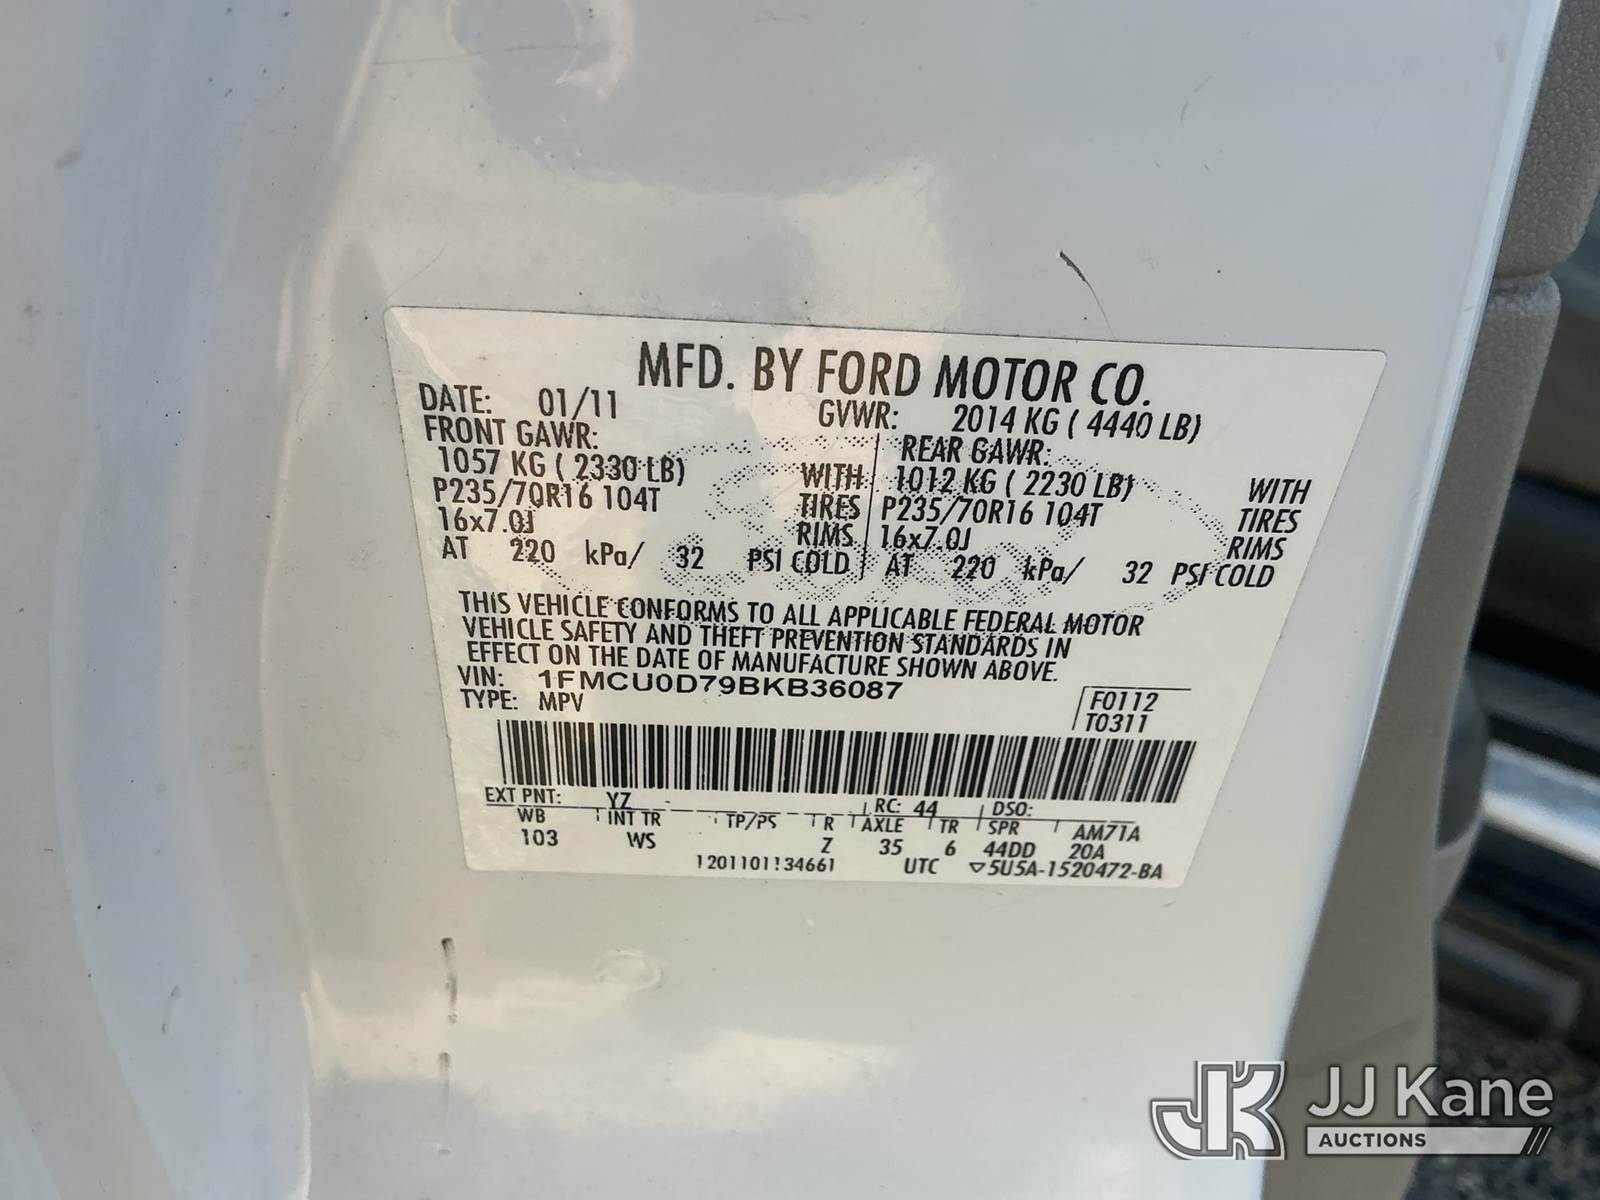 MFD. BY FORD MOTOR CO.
DATE: 01/11 GVWR: 2014 KG ( 4440 LB)
FRONT GAWR: REAR GAWR:
1057 KG ( 2330 LB) WITH 1012 KG ( 2230 LB) WITH
P235/70R16 104T TIRES P235/70R16 104T TIRES
16x7.0J RIMS 16x7.0J RIMS
AT 220 kPa/ 32 PSI COLD AT 220 kPa/ 32 PSI COLD
THIS VEHICLE CONFORMS TO ALL APPLICABLE FEDERAL MOTOR
VEHICLE SAFETY AND THEFT PREVENTION STANDARDS IN
EFFECT ON THE DATE OF MANUFACTURE SHOWN ABOVE.
VIN: 1FMCU0D79BKB36087
TYPE: MPV
F0112
T0311
EXT PNT: YZ RC: 44 DSO:
WB INT TR TP/PS R AXLE TR SPR AM71A
103 WS Z 35 6 44DD 20A
1201101134661 UTC ▽5U5A-1520472-BA
JK JJ Kane
AUCTIONS